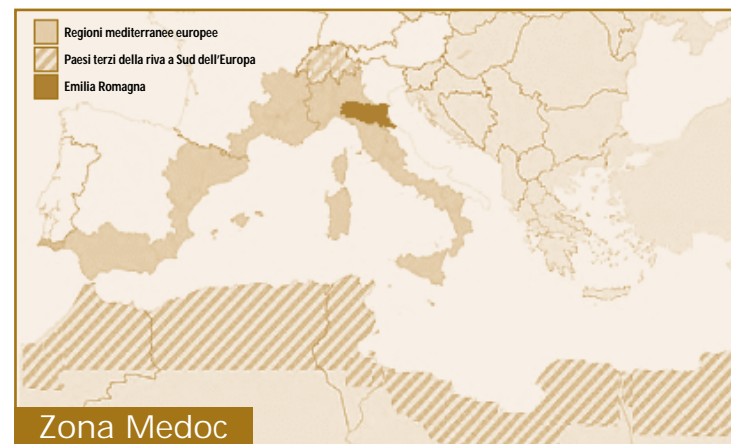 Regioni mediterranee europee
Paesi terzi della riva a Sud dell'Europa
Emilia Romagna
Zona Medoc